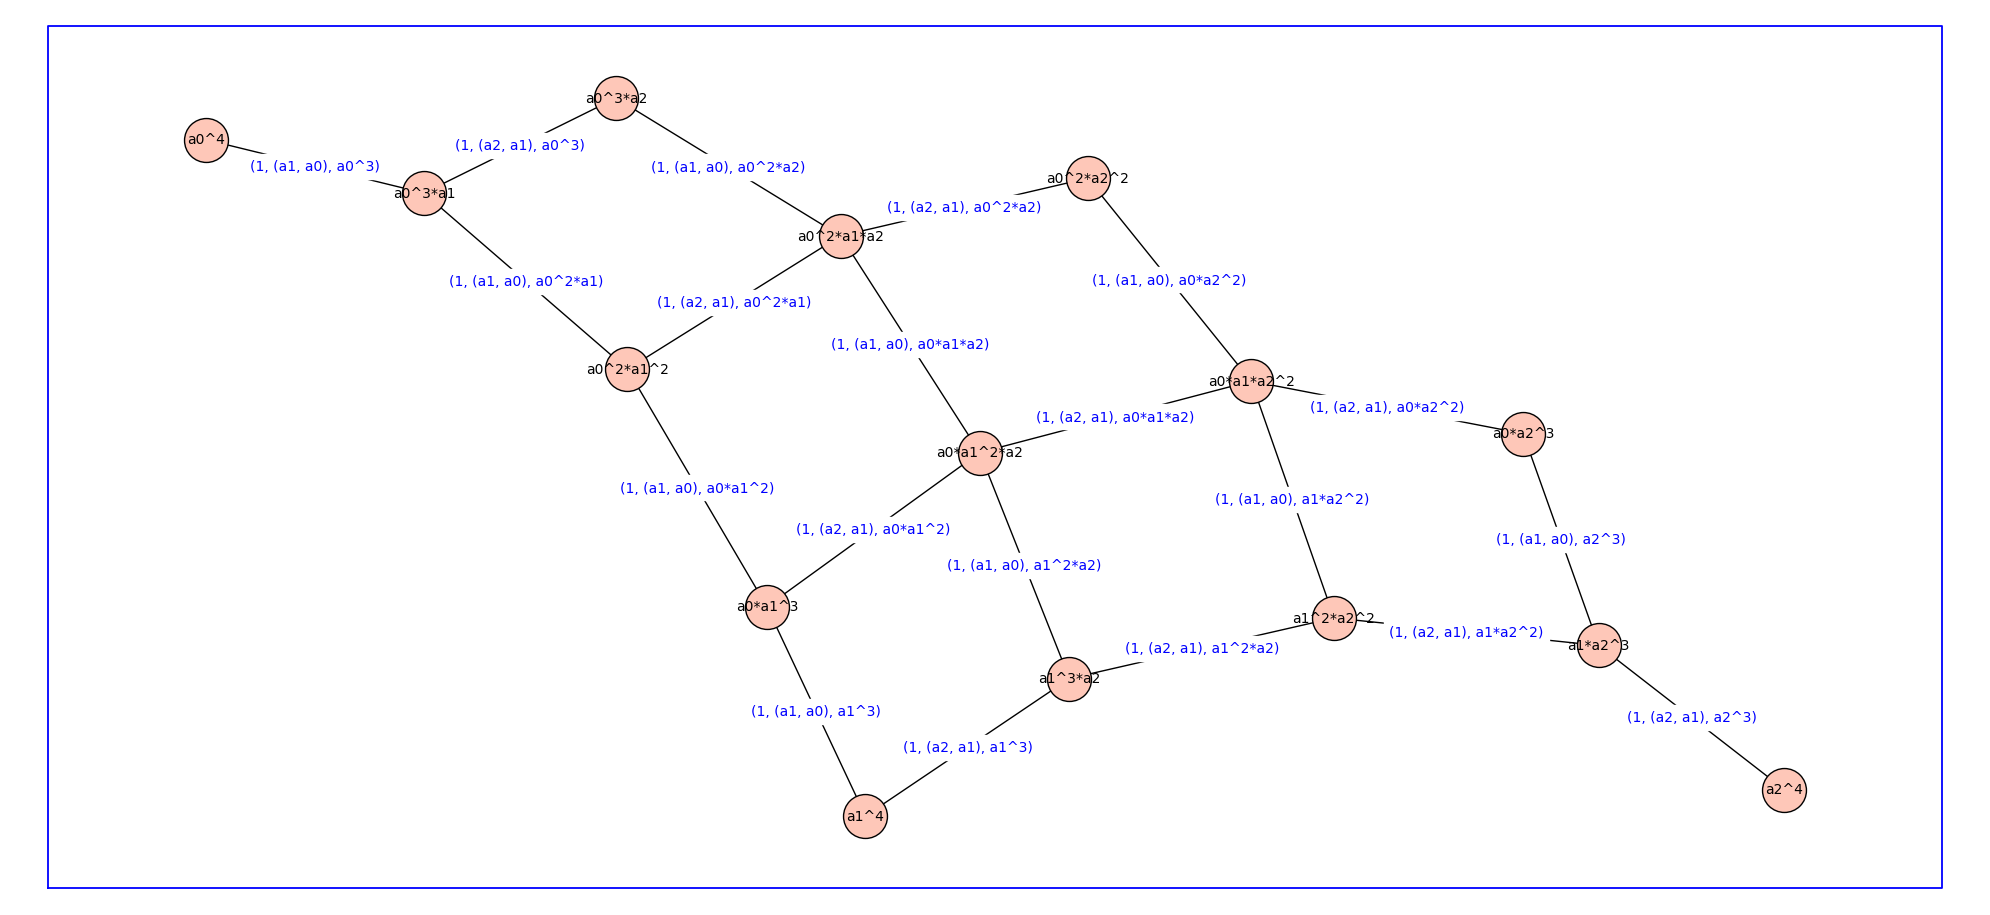 a0^3*a2
a0^4
(1, (a2, a1), a0^3)
(1, (a1, a0), a0^3)
(1, (a1, a0), a0^2*a2)
a0^2*a2^2
a0^3*a1
(1, (a2, a1), a0^2*a2)
a0^2*a1*a2
(1, (a1, a0), a0*a2^2)
(1, (a1, a0), a0^2*a1)
(1, (a2, a1), a0^2*a1)
(1, (a1, a0), a0*a1*a2)
a0^2*a1^2
a0*a1*a2^2
(1, (a2, a1), a0*a2^2)
(1, (a2, a1), a0*a1*a2)
a0*a2^3
a0*a1^2*a2
(1, (a1, a0), a0*a1^2)
(1, (a1, a0), a1*a2^2)
(1, (a2, a1), a0*a1^2)
(1, (a1, a0), a2^3)
(1, (a1, a0), a1^2*a2)
a0*a1^3
a1^2*a2^2
(1, (a2, a1), a1*a2^2)
a1*a2^3
(1, (a2, a1), a1^2*a2)
a1^3*a2
(1, (a1, a0), a1^3)
(1, (a2, a1), a2^3)
(1, (a2, a1), a1^3)
a2^4
a1^4